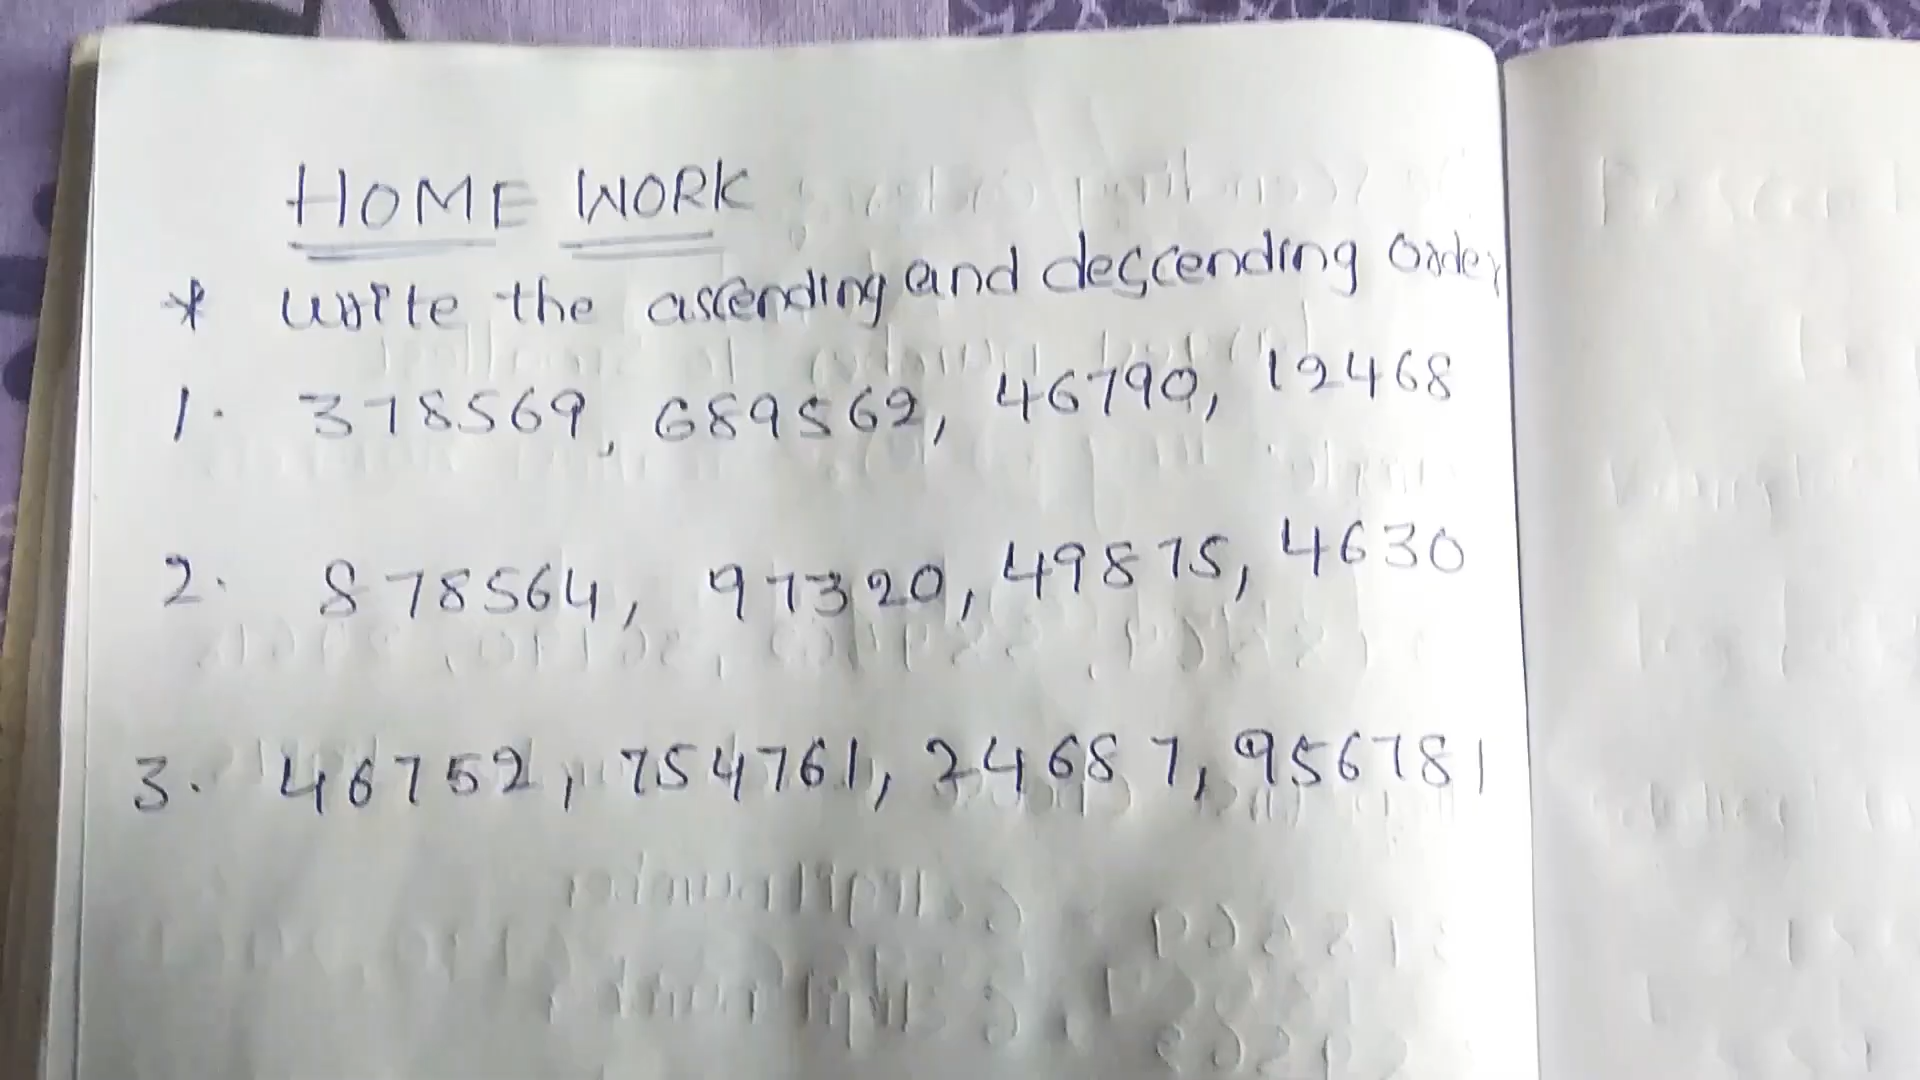 HOME WORK
* write the ascending and descending order
1. 378569, 689562, 46790, 12468
2. 878564, 97320, 49875, 4630
3. 46752, 754761, 24687, 956781